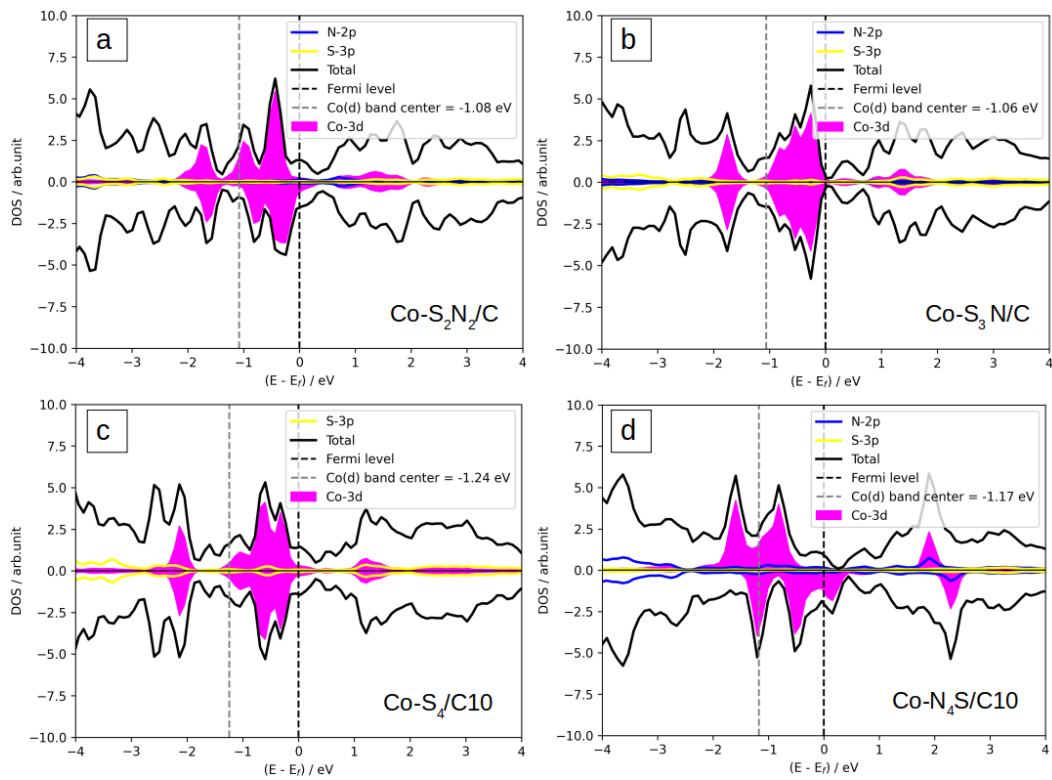 a
10.0
7.5
5.0
2.5
0.0
−2.5
−5.0
−7.5
−10.0
DOS / arb.unit
N-2p
S-3p
Total
Fermi level
Co(d) band center = -1.08 eV
Co-3d
Co-S2N2/C
−4 −3 −2 −1 0 1 2 3 4
(E - Ef) / eV
b
10.0
7.5
5.0
2.5
0.0
−2.5
−5.0
−7.5
−10.0
DOS / arb.unit
N-2p
S-3p
Total
Fermi level
Co(d) band center = -1.06 eV
Co-3d
Co-S3 N/C
−4 −3 −2 −1 0 1 2 3 4
(E - Ef) / eV
c
10.0
7.5
5.0
2.5
0.0
−2.5
−5.0
−7.5
−10.0
DOS / arb.unit
S-3p
Total
Fermi level
Co(d) band center = -1.24 eV
Co-3d
Co-S4/C10
−4 −3 −2 −1 0 1 2 3 4
(E - Ef) / eV
d
10.0
7.5
5.0
2.5
0.0
−2.5
−5.0
−7.5
−10.0
DOS / arb.unit
N-2p
S-3p
Total
Fermi level
Co(d) band center = -1.17 eV
Co-3d
Co-N4S/C10
−4 −3 −2 −1 0 1 2 3 4
(E - Ef) / eV